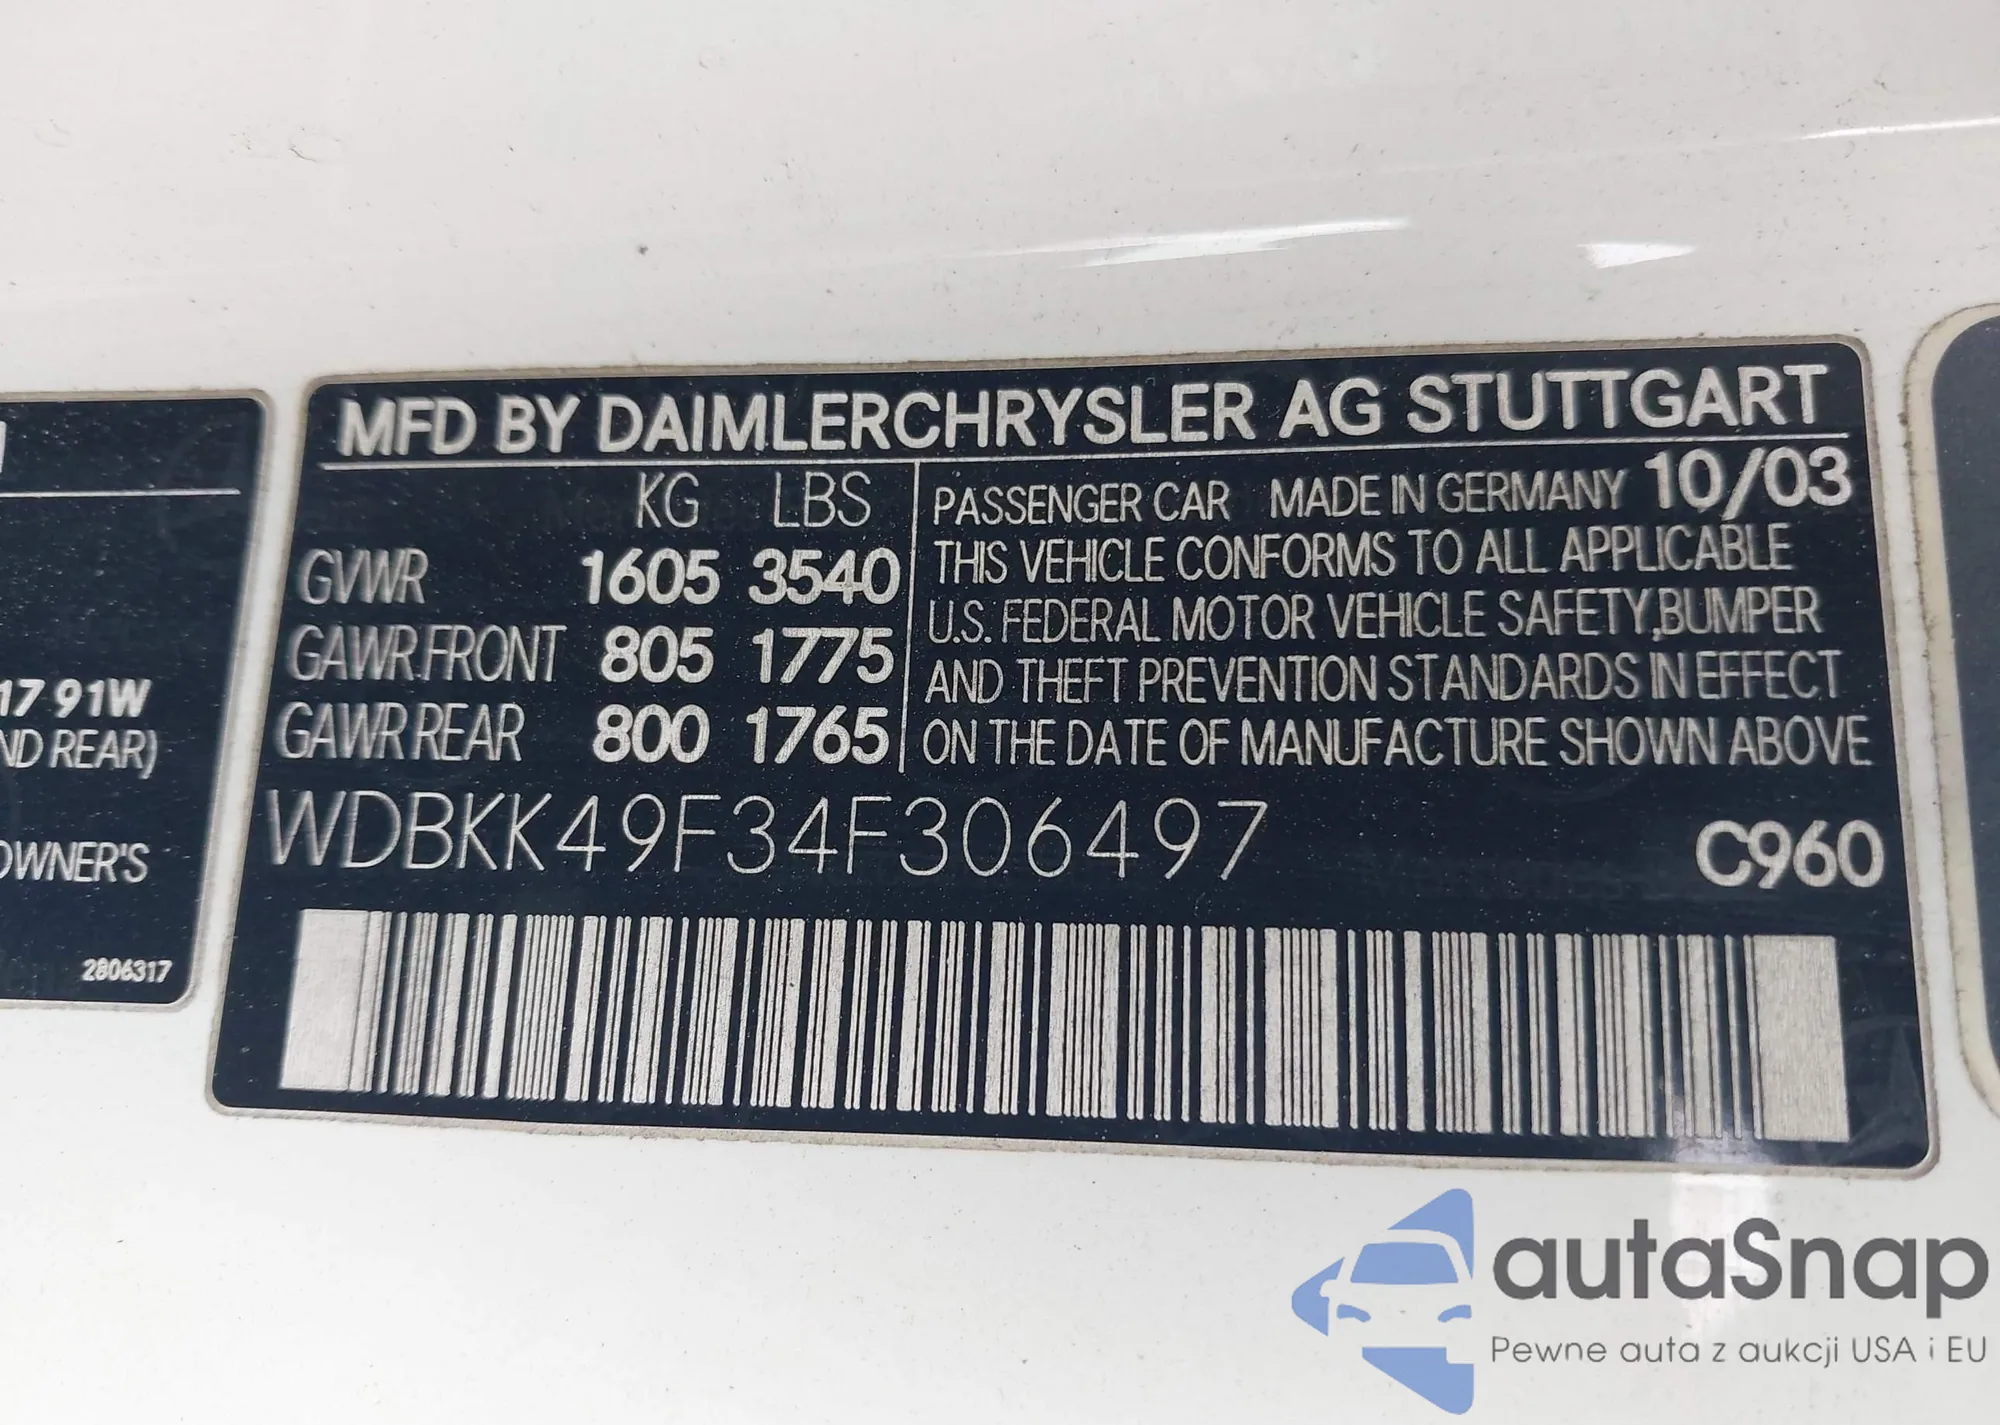 MFD BY DAIMLERCHRYSLER AG STUTTGART
KG LBS
GVWR 1605 3540
GAWR FRONT 805 1775
GAWR REAR 800 1765
PASSENGER CAR MADE IN GERMANY 10/03
THIS VEHICLE CONFORMS TO ALL APPLICABLE
U.S. FEDERAL MOTOR VEHICLE SAFETY, BUMPER
AND THEFT PREVENTION STANDARDS IN EFFECT
ON THE DATE OF MANUFACTURE SHOWN ABOVE
WDBKK49F34F306497 C960
17 91W
ND REAR)
OWNER'S
2806317
autaSnap
Pewne auta z aukcji USA i EU